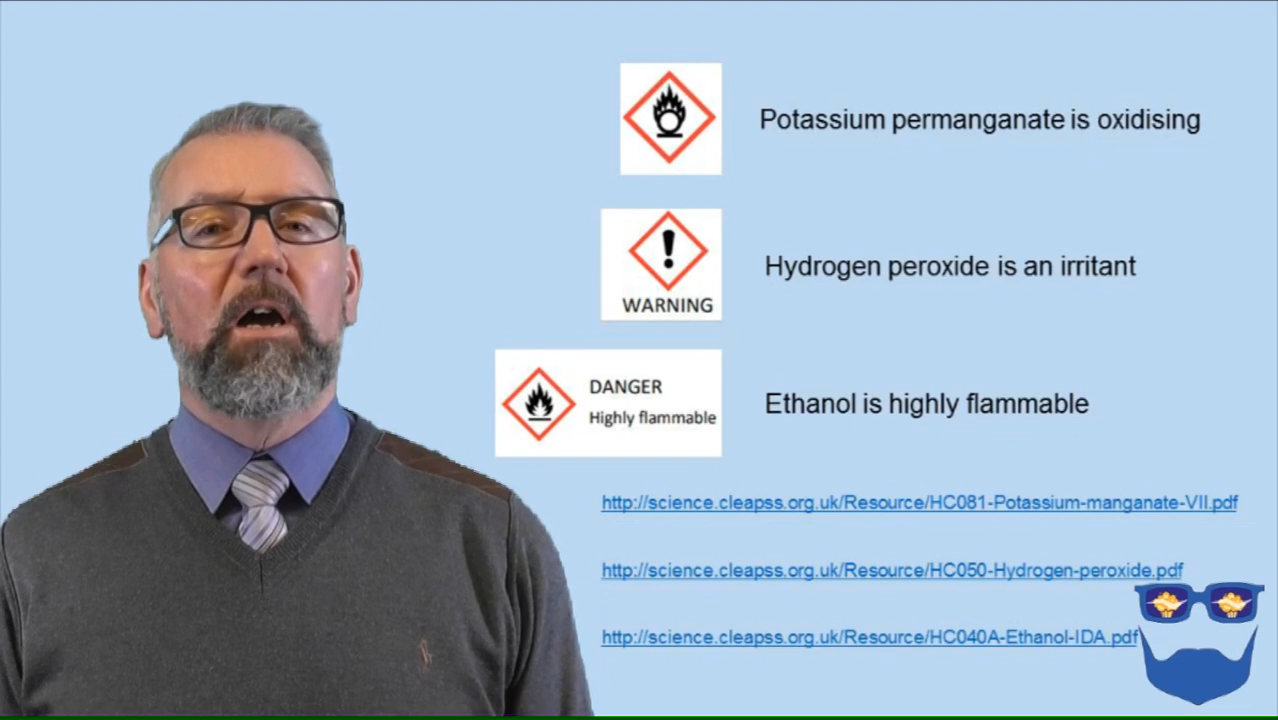 Potassium permanganate is oxidising
WARNING
Hydrogen peroxide is an irritant
DANGER
Highly flammable
Ethanol is highly flammable
http://science.cleapss.org.uk/Resource/HC081-Potassium-manganate-VII.pdf
http://science.cleapss.org.uk/Resource/HC050-Hydrogen-peroxide.pdf
http://science.cleapss.org.uk/Resource/HC040A-Ethanol-IDA.pdf